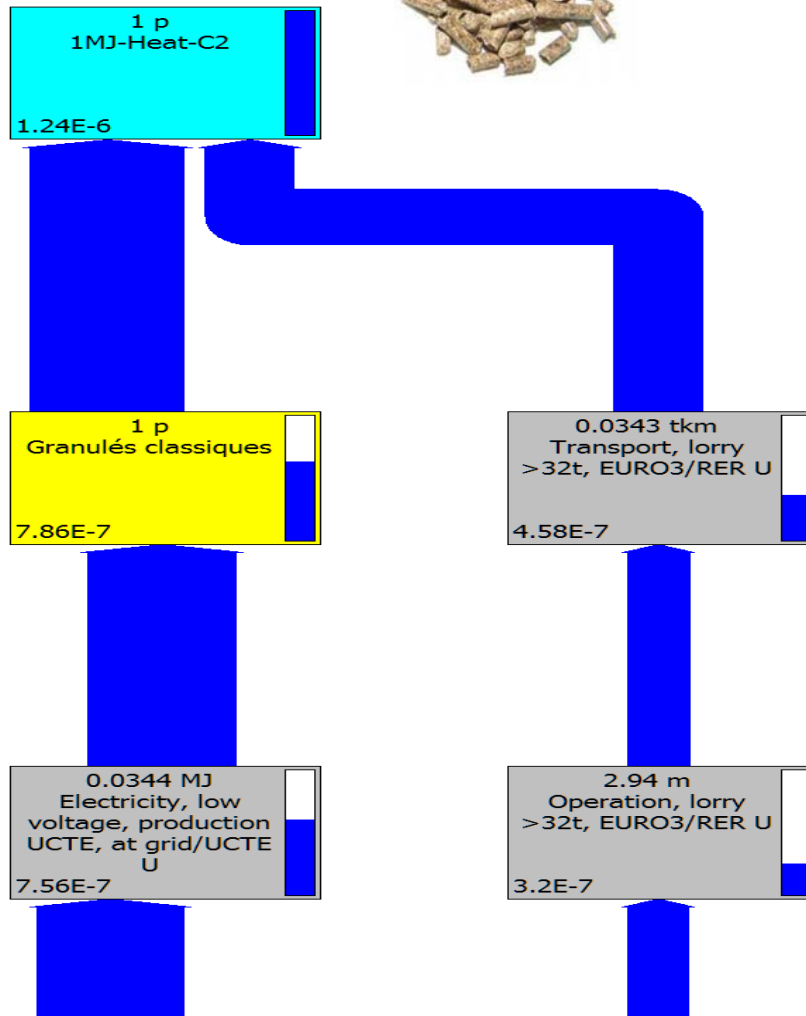 1 p
1MJ-Heat-C2
1.24E-6
1 p
Granulés classiques
7.86E-7
0.0343 tkm
Transport, lorry
>32t, EURO3/RER U
4.58E-7
0.0344 MJ
Electricity, low
voltage, production
UCTE, at grid/UCTE
U
7.56E-7
2.94 m
Operation, lorry
>32t, EURO3/RER U
3.2E-7